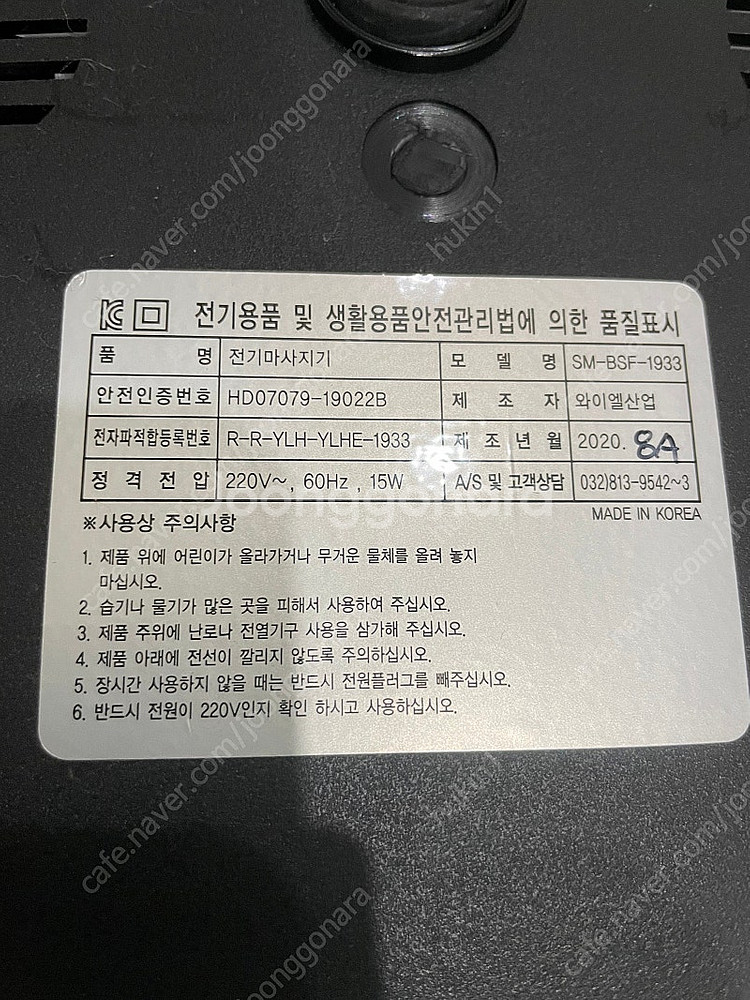 전기용품 및 생활용품안전관리법에 의한 품질표시
품 명 전기마사지기 모 델 명 SM-BSF-1933
안전인증번호 HD07079-19022B 제 조 자 와이엘산업
전자파적합등록번호 R-R-YLH-YLHE-1933 제 조 년 월 2020. 8A
정 격 전 압 220V~, 60Hz , 15W A/S 및 고객상담 032)813-9542~3
MADE IN KOREA
※사용상 주의사항
1. 제품 위에 어린이가 올라가거나 무거운 물체를 올려 놓지
마십시오.
2. 습기나 물기가 많은 곳을 피해서 사용하여 주십시오.
3. 제품 주위에 난로나 전열기구 사용을 삼가해 주십시오.
4. 제품 아래에 전선이 깔리지 않도록 주의하십시오.
5. 장시간 사용하지 않을 때는 반드시 전원플러그를 빼주십시오.
6. 반드시 전원이 220V인지 확인 하시고 사용하십시오.
joonggonara
cafe.naver.com/joonggonara
hukin1